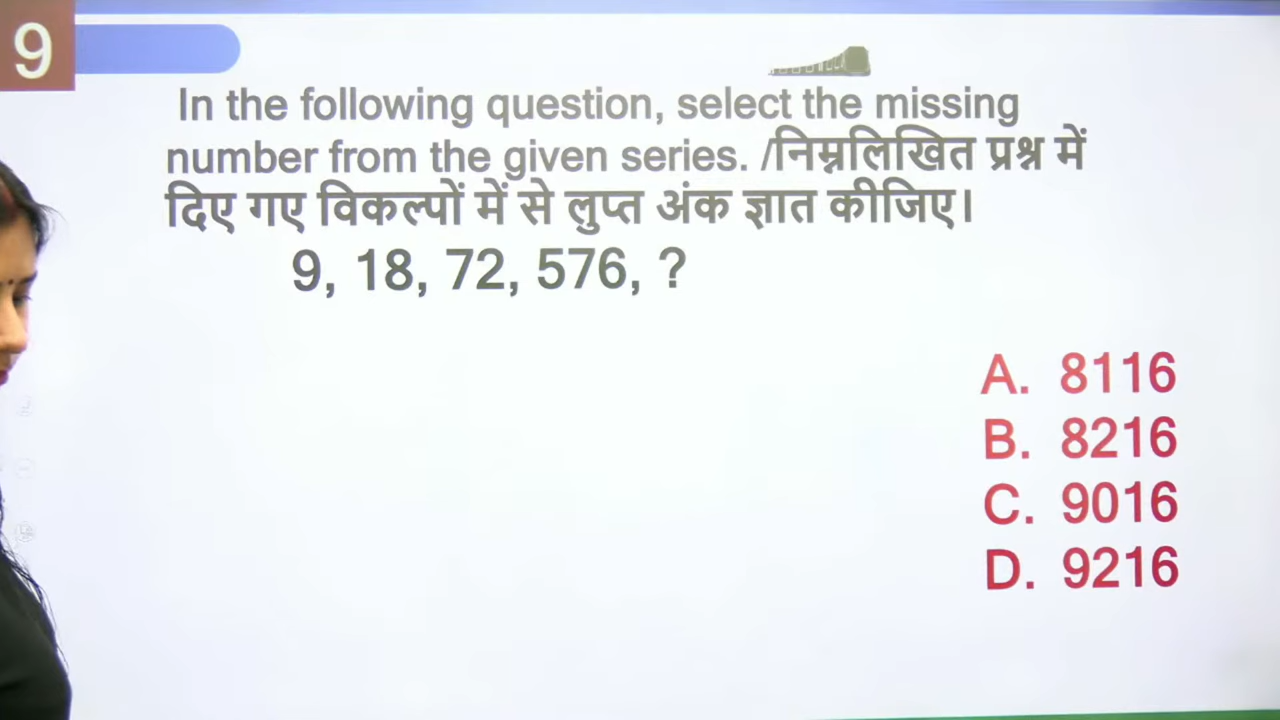 9
In the following question, select the missing
number from the given series. /निम्नलिखित प्रश्न में
दिए गए विकल्पों में से लुप्त अंक ज्ञात कीजिए।
9, 18, 72, 576, ?
A. 8116
B. 8216
C. 9016
D. 9216